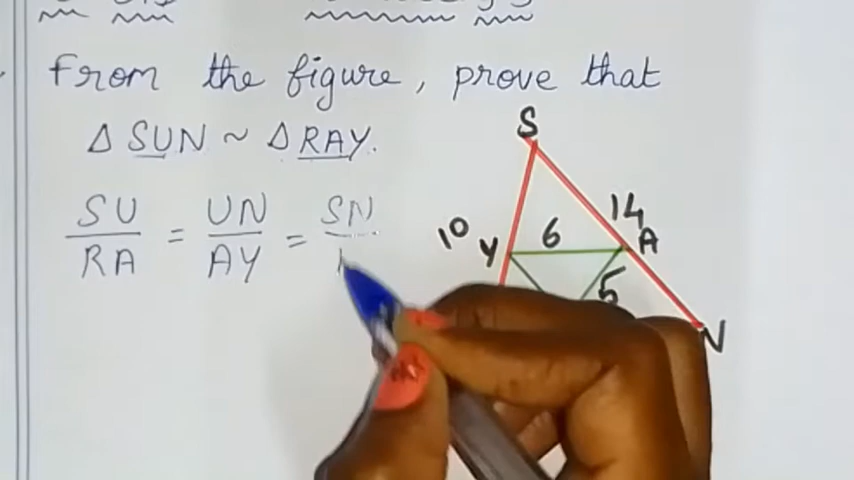 From the figure, prove that
Δ SUN ~ Δ RAY.
SU/RA = UN/AY = SN
S
14
10
Y
6
A
5
N